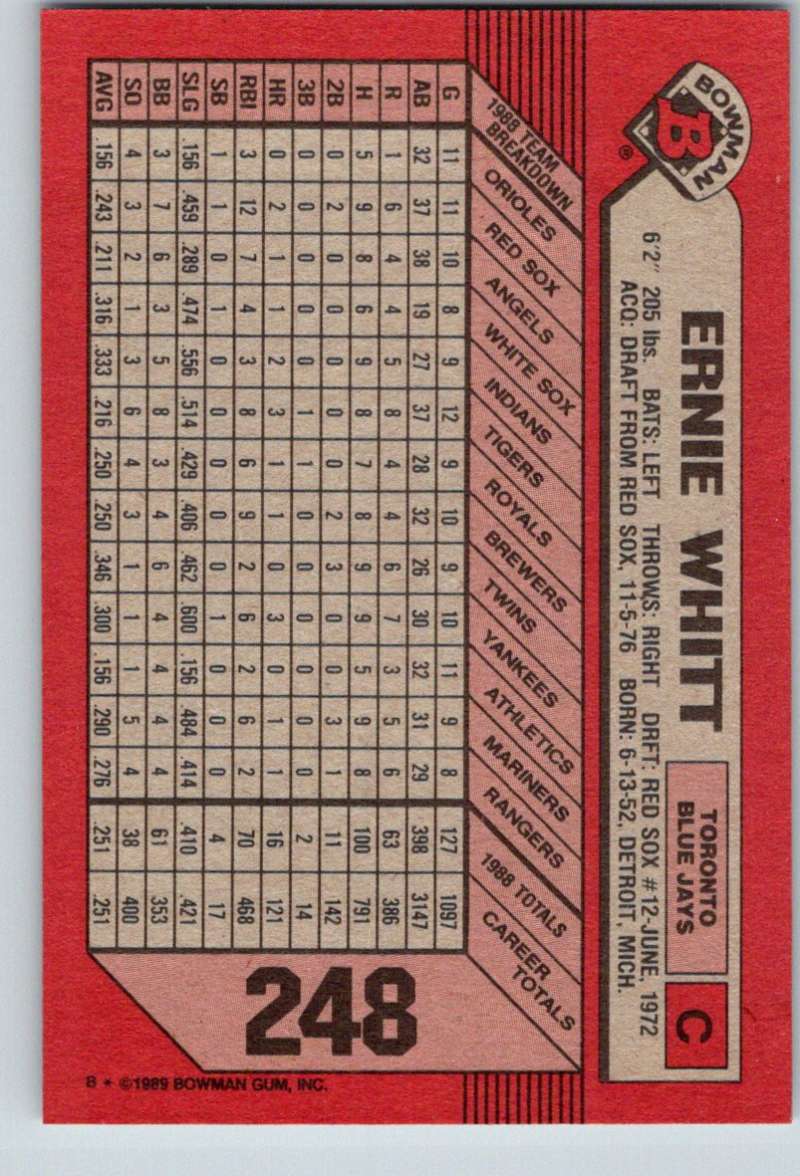 BOWMAN
B
®
ERNIE WHITT
TORONTO
BLUE JAYS
C
6'2" 205 lbs. BATS: LEFT THROWS: RIGHT DRFT: RED SOX #12-JUNE, 1972
ACQ: DRAFT FROM RED SOX, 11-5-76 BORN: 6-13-52, DETROIT, MICH.
1988 TEAM
BREAKDOWN
ORIOLES
RED SOX
ANGELS
WHITE SOX
INDIANS
TIGERS
ROYALS
BREWERS
TWINS
YANKEES
ATHLETICS
MARINERS
RANGERS
1988 TOTALS
CAREER
TOTALS
G 11 11 10 8 9 12 9 10 9 10 11 9 8 127 1097
AB 32 37 38 19 27 37 28 32 26 30 32 31 29 398 3147
R 1 6 4 4 5 8 4 4 6 7 3 5 6 63 386
H 5 9 8 6 9 8 7 8 9 9 5 9 8 100 791
2B 0 2 0 0 0 0 0 2 3 0 0 3 1 11 142
3B 0 0 0 0 0 1 1 0 0 0 0 0 0 2 14
HR 0 2 1 1 2 3 1 1 0 3 0 1 1 16 121
RBI 3 12 7 4 3 8 6 9 2 6 2 6 2 70 468
SB 1 1 0 1 0 0 0 0 0 1 0 0 0 4 17
SLG .156 .459 .289 .474 .556 .514 .429 .406 .462 .600 .156 .484 .414 .410 .421
BB 3 7 6 3 5 8 3 4 6 4 4 4 4 61 353
SO 4 3 2 1 3 6 4 3 1 1 1 5 4 38 400
AVG .156 .243 .211 .316 .333 .216 .250 .250 .346 .300 .156 .290 .276 .251 .251
248
B * ©1989 BOWMAN GUM, INC.